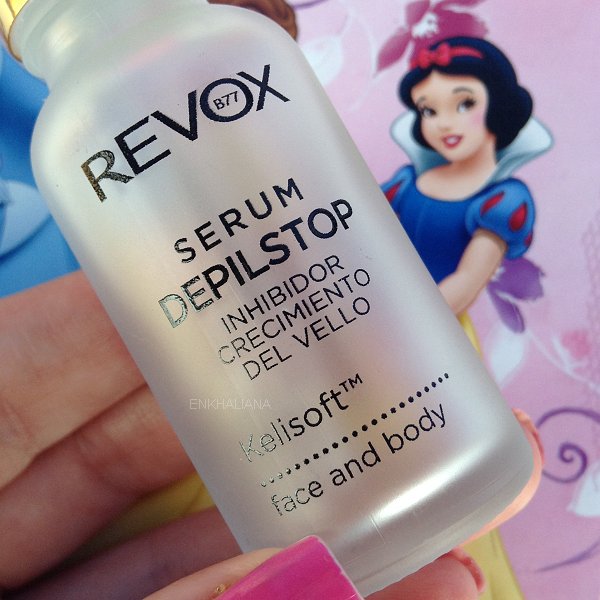 REVOX
B77
SERUM
DEPILSTOP
INHIBIDOR
CRECIMIENTO
DEL VELLO
ENKHALIANA
Kelisoft™
face and body